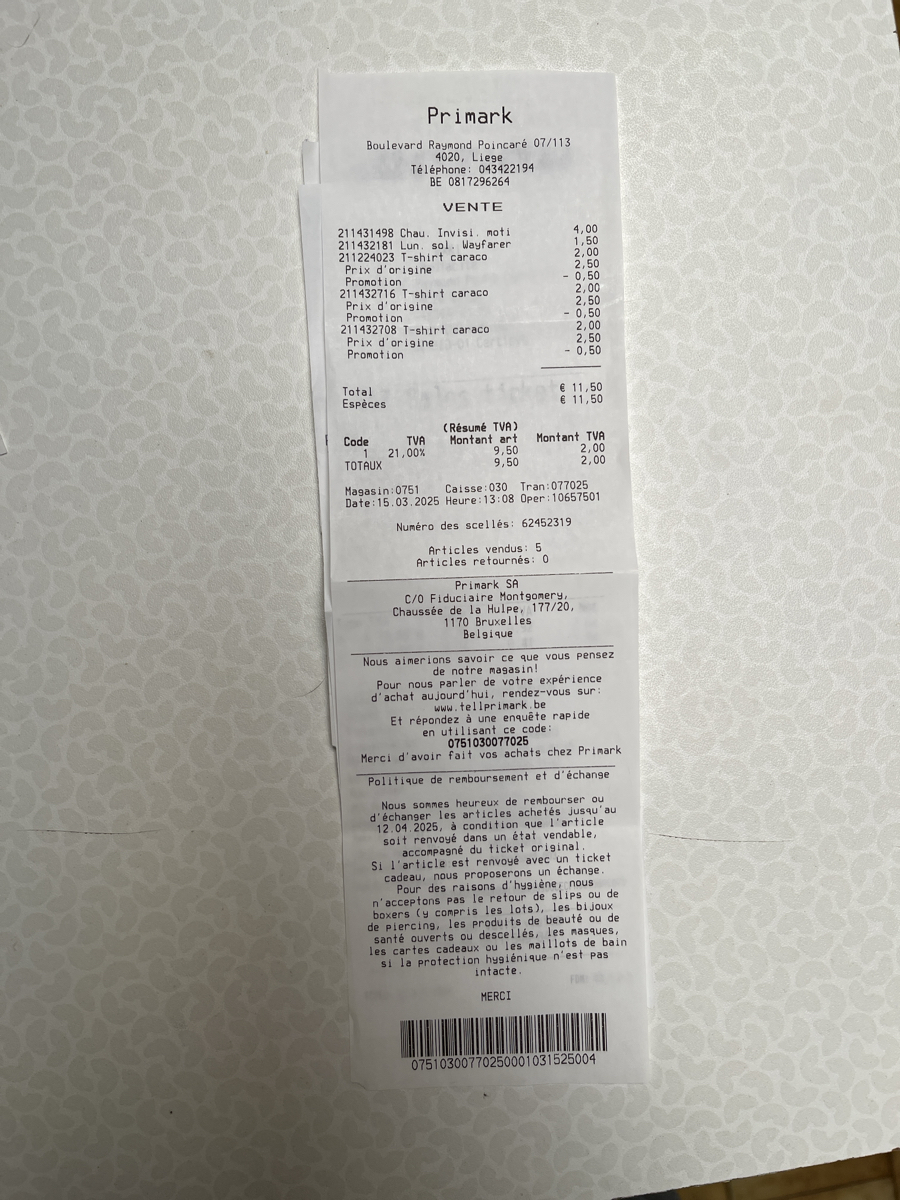 Primark
Boulevard Raymond Poincaré 07/113
4020, Liege
Téléphone: 043422194
BE 0817296264
VENTE
211431498 Chau. Invisi. moti 4,00
211432181 Lun. sol. Wayfarer 1,50
211224023 T-shirt caraco 2,00
Prix d'origine 2,50
Promotion - 0,50
211432716 T-shirt caraco 2,00
Prix d'origine 2,50
Promotion - 0,50
211432708 T-shirt caraco 2,00
Prix d'origine 2,50
Promotion - 0,50
Total € 11,50
Espèces € 11,50
(Résumé TVA)
Code TVA Montant art Montant TVA
1 21,00% 9,50 2,00
TOTAUX 9,50 2,00
Magasin:0751 Caisse:030 Tran:077025
Date:15.03.2025 Heure:13:08 Oper:10657501
Numéro des scellés: 62452319
Articles vendus: 5
Articles retournés: 0
Primark SA
C/O Fiduciaire Montgomery,
Chaussée de la Hulpe, 177/20,
1170 Bruxelles
Belgique
Nous aimerions savoir ce que vous pensez
de notre magasin!
Pour nous parler de votre expérience
d'achat aujourd'hui, rendez-vous sur:
www.tellprimark.be
Et répondez à une enquête rapide
en utilisant ce code:
0751030077025
Merci d'avoir fait vos achats chez Primark
Politique de remboursement et d'échange
Nous sommes heureux de rembourser ou
d'échanger les articles achetés jusqu'au
12.04.2025, à condition que l'article
soit renvoyé dans un état vendable,
accompagné du ticket original.
Si l'article est renvoyé avec un ticket
cadeau, nous proposerons un échange.
Pour des raisons d'hygiène, nous
n'acceptons pas le retour de slips ou de
boxers (y compris les lots), les bijoux
de piercing, les produits de beauté ou de
santé ouverts ou descellés, les masques,
les cartes cadeaux ou les maillots de bain
si la protection hygiénique n'est pas
intacte.
MERCI
07510300770250001031525004